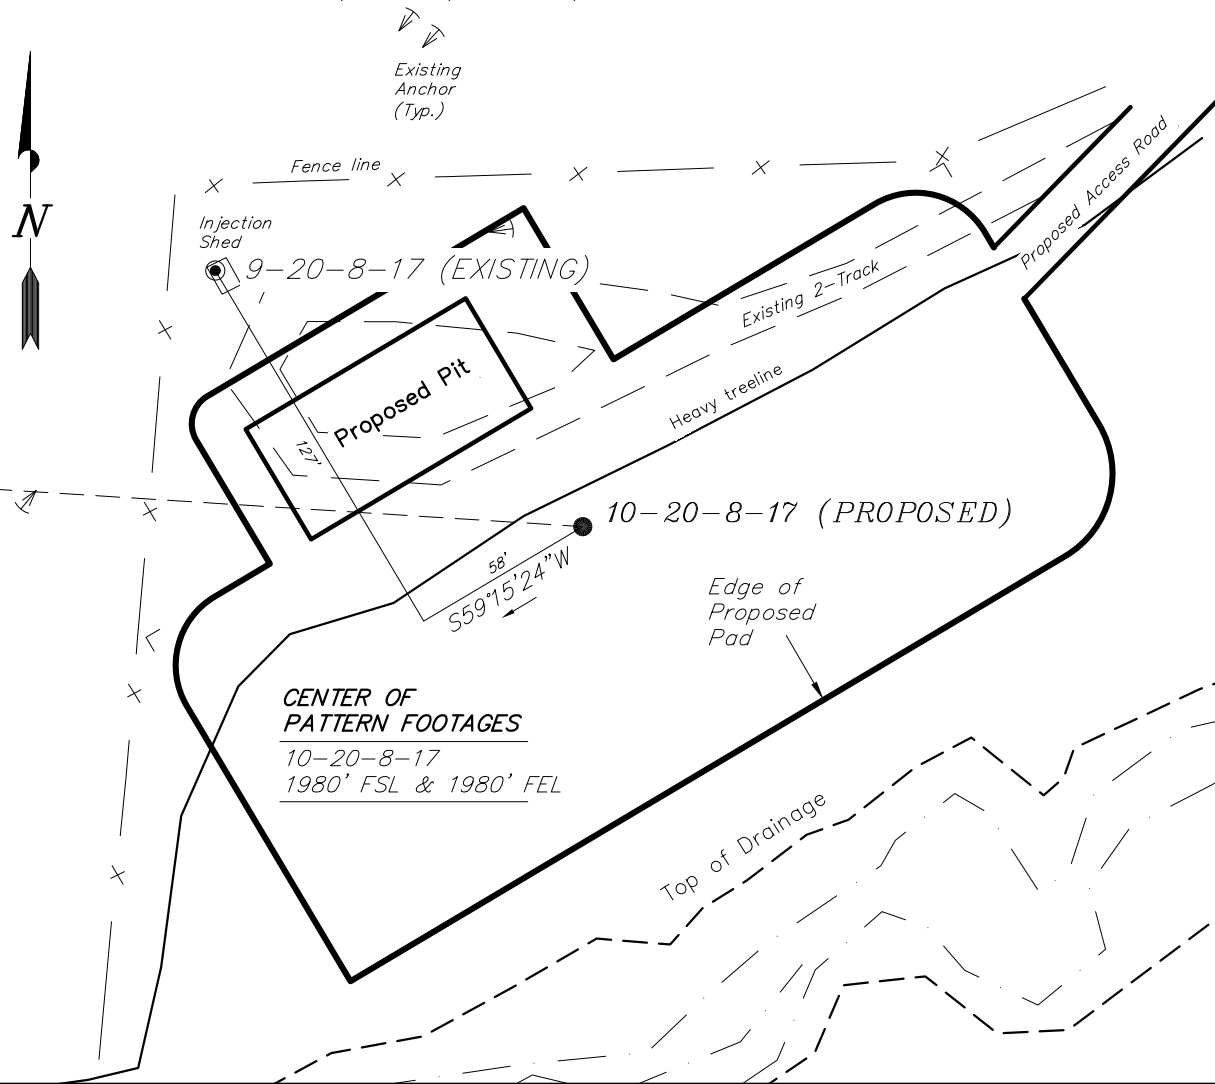 Existing
Anchor
(Typ.)
Fence line
Proposed Access Road
N
Injection
Shed
9-20-8-17 (EXISTING)
Existing 2-Track
Heavy treeline
Proposed Pit
127'
10-20-8-17 (PROPOSED)
58'
S59°15'24"W
Edge of
Proposed
Pad
CENTER OF
PATTERN FOOTAGES
10-20-8-17
1980' FSL & 1980' FEL
Top of Drainage